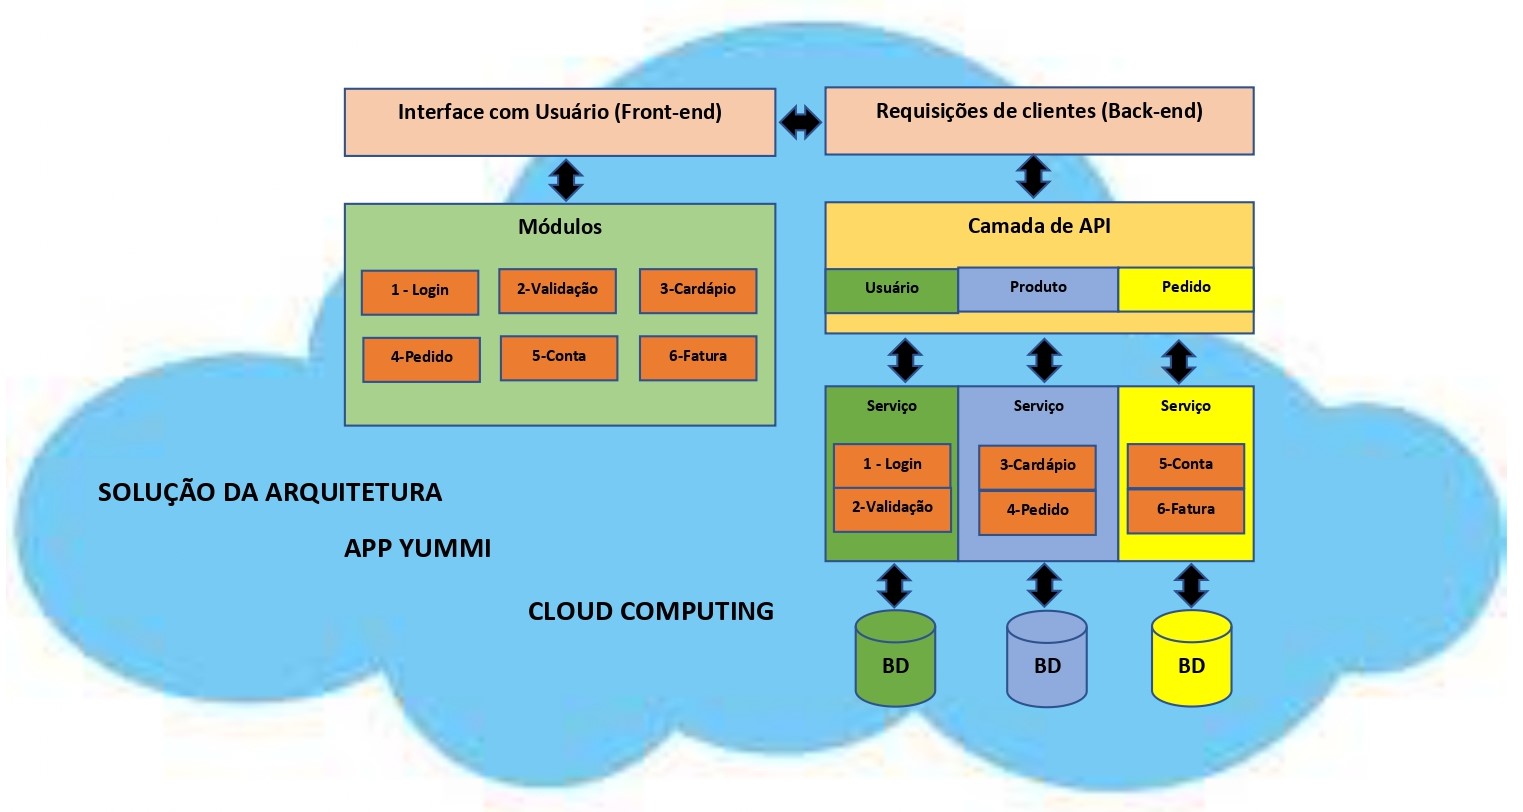 Interface com Usuário (Front-end)
Requisições de clientes (Back-end)
Módulos
1 - Login
2-Validação
3-Cardápio
4-Pedido
5-Conta
6-Fatura
Camada de API
Usuário
Produto
Pedido
Serviço
1 - Login
2-Validação
Serviço
3-Cardápio
4-Pedido
Serviço
5-Conta
6-Fatura
SOLUÇÃO DA ARQUITETURA
APP YUMMI
CLOUD COMPUTING
BD
BD
BD